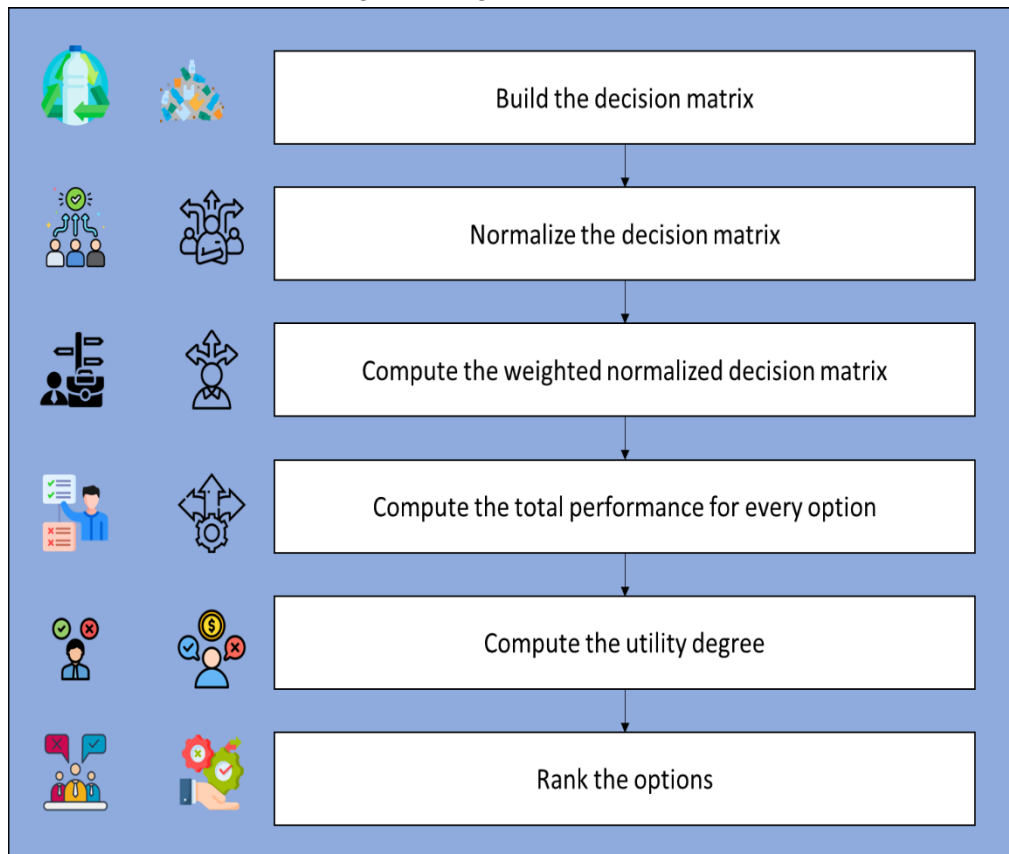 Build the decision matrix
Normalize the decision matrix
Compute the weighted normalized decision matrix
Compute the total performance for every option
Compute the utility degree
Rank the options